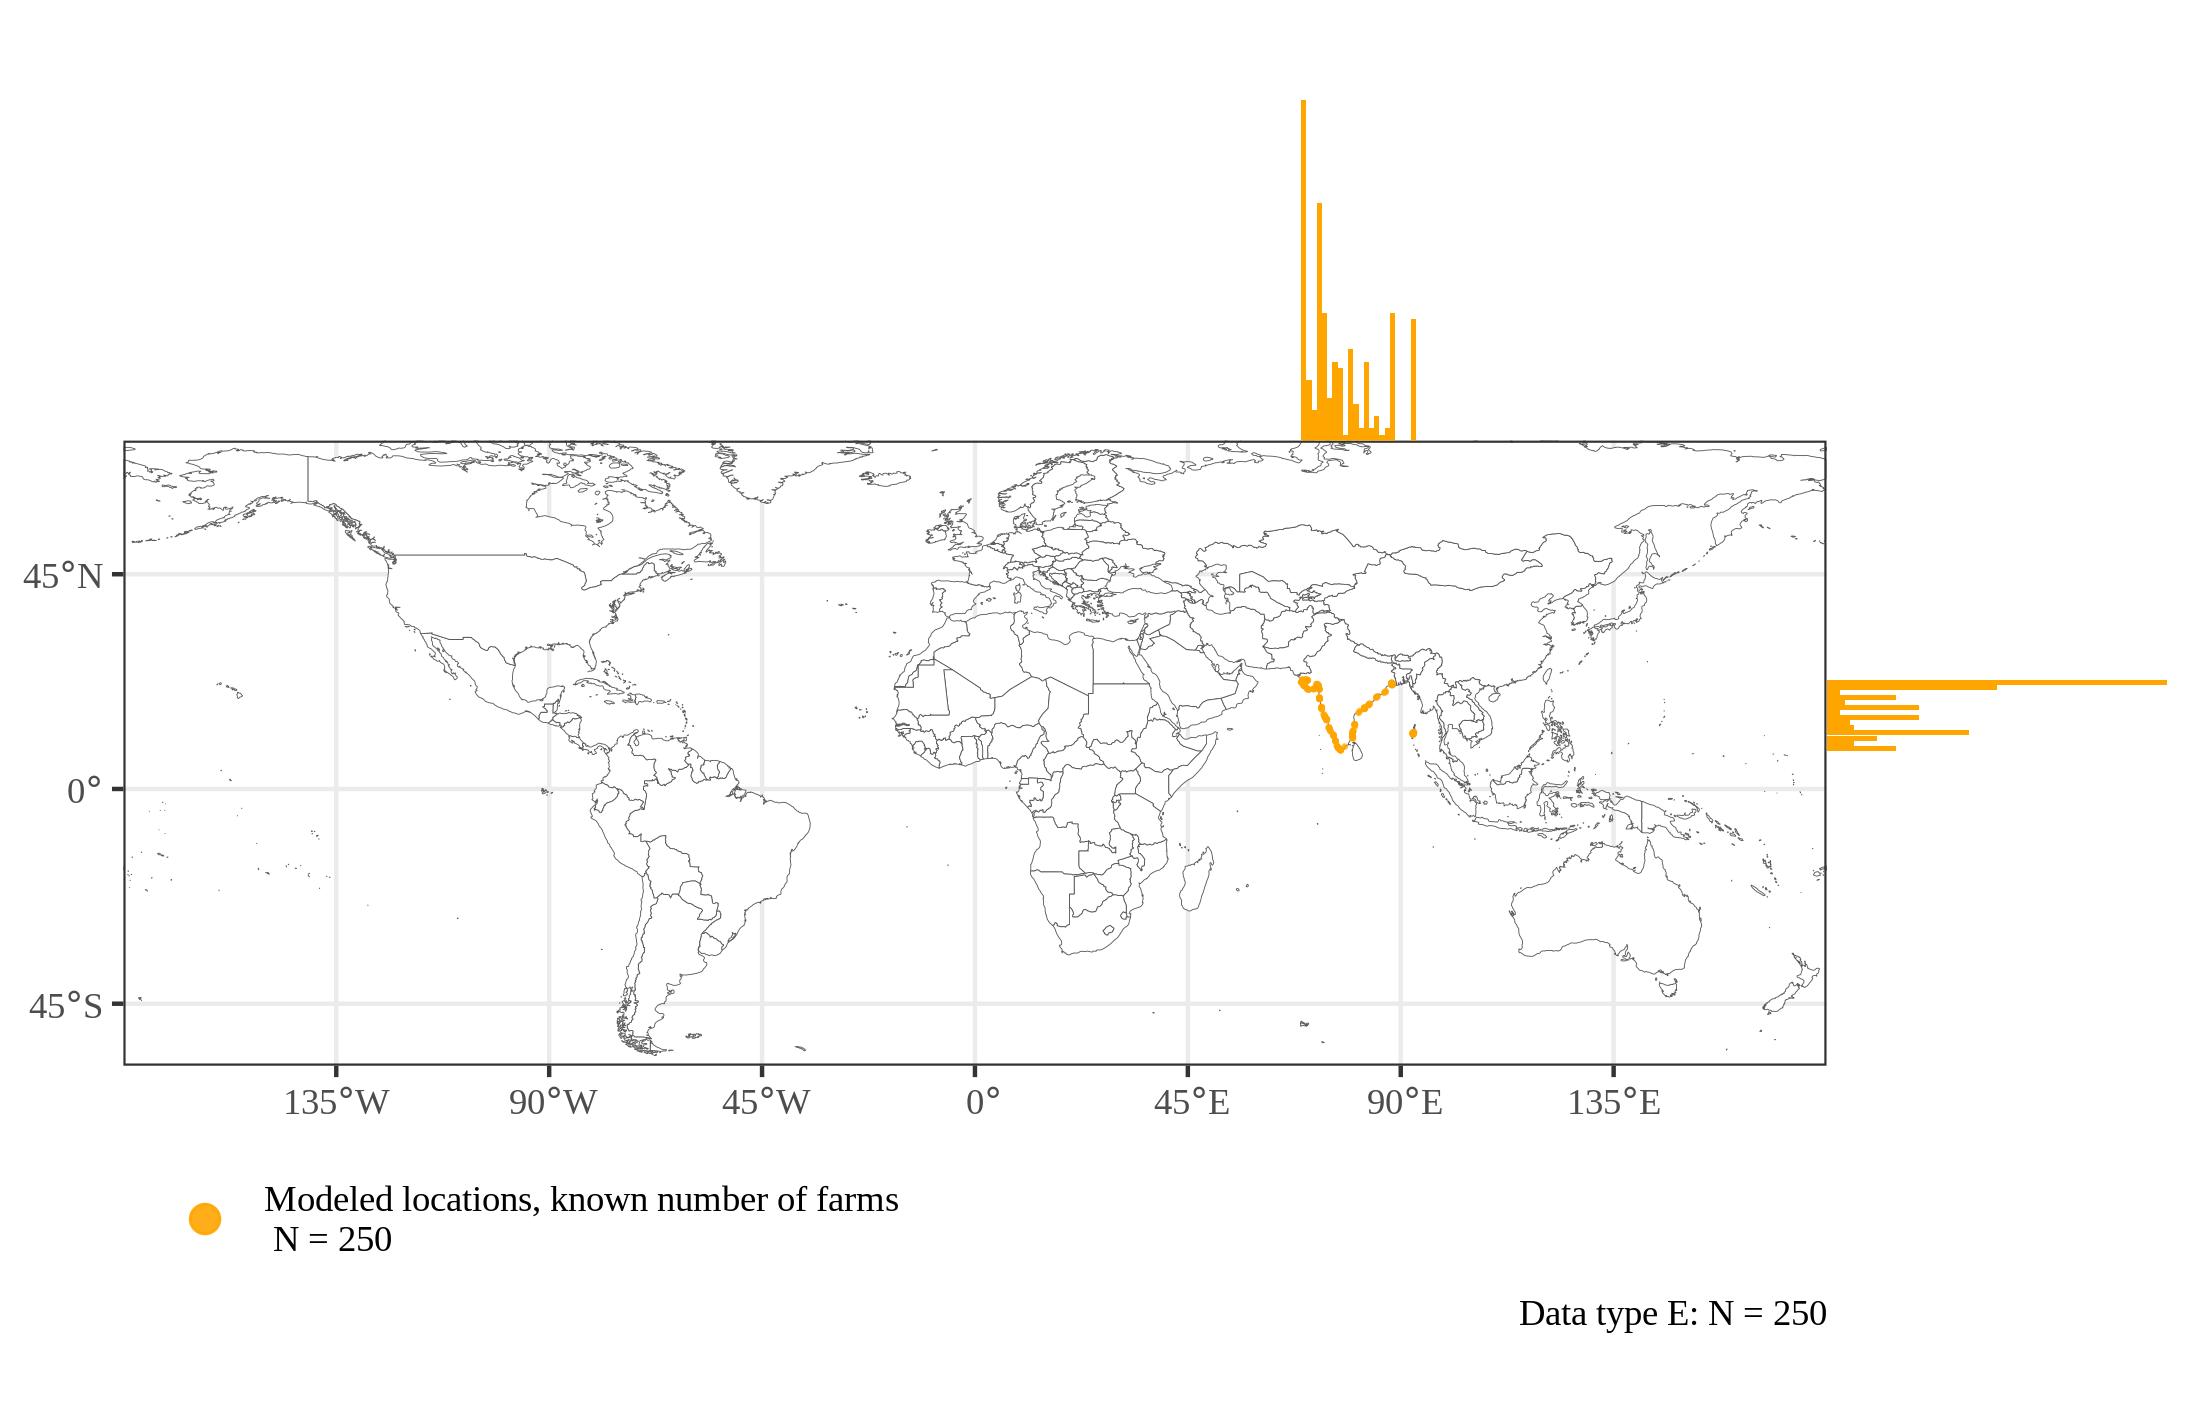 45°N
0°
45°S
135°W 90°W 45°W 0° 45°E 90°E 135°E
Modeled locations, known number of farms
N = 250
Data type E: N = 250